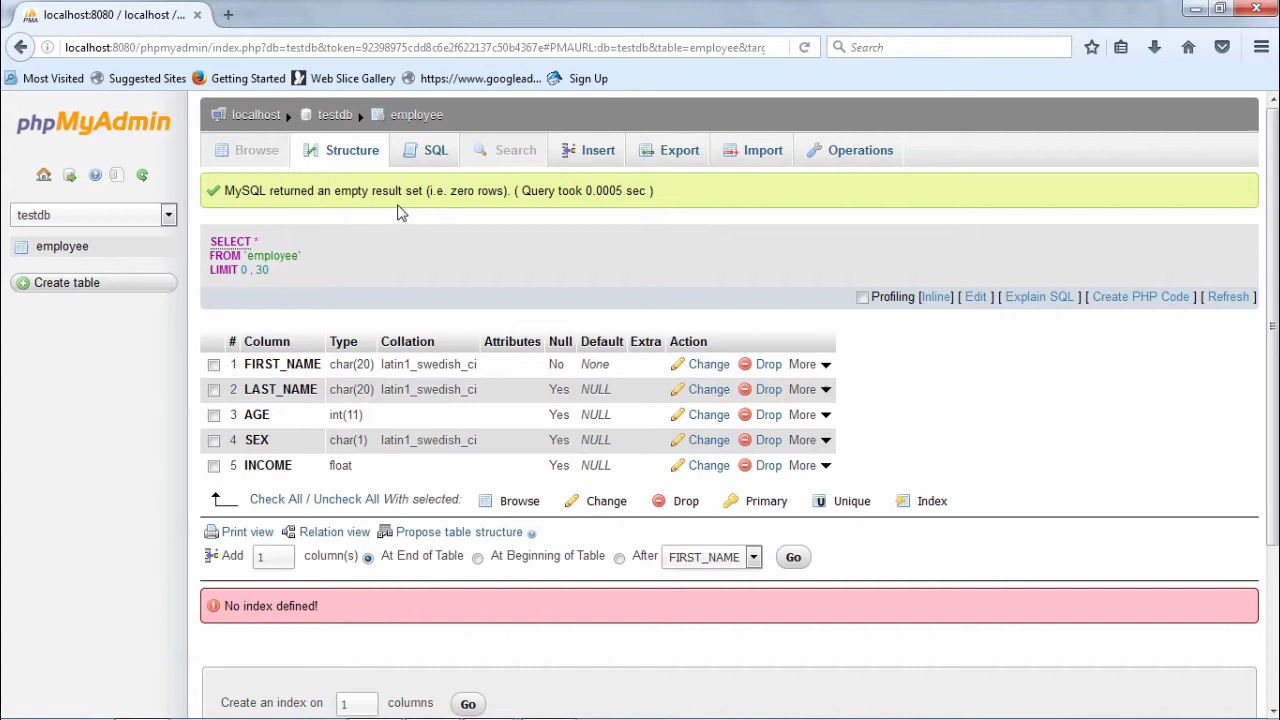 localhost:8080 / localhost /...
localhost:8080/phpmyadmin/index.php?db=testdb&token=92398975cdd8c6e2f622137c50b4367e#PMAURL:db=testdb&table=employee&targ
Search
Most Visited Suggested Sites Getting Started Web Slice Gallery https://www.googlead... Sign Up
phpMyAdmin
testdb
employee
Create table
localhost testdb employee
Browse Structure SQL Search Insert Export Import Operations
MySQL returned an empty result set (i.e. zero rows). ( Query took 0.0005 sec )
SELECT *
FROM `employee`
LIMIT 0 , 30
Profiling [Inline] [ Edit ] [ Explain SQL ] [ Create PHP Code ] [ Refresh ]
# Column Type Collation Attributes Null Default Extra Action
1 FIRST_NAME char(20) latin1_swedish_ci No None Change Drop More
2 LAST_NAME char(20) latin1_swedish_ci Yes NULL Change Drop More
3 AGE int(11) Yes NULL Change Drop More
4 SEX char(1) latin1_swedish_ci Yes NULL Change Drop More
5 INCOME float Yes NULL Change Drop More
Check All / Uncheck All With selected: Browse Change Drop Primary Unique Index
Print view Relation view Propose table structure
Add 1 column(s) At End of Table At Beginning of Table After FIRST_NAME Go
No index defined!
Create an index on 1 columns Go